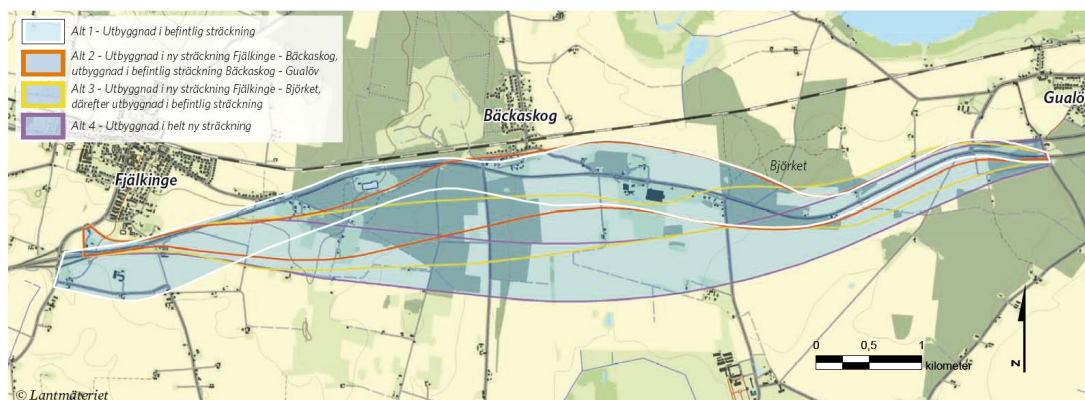 Alt 1 - Utbyggnad i befintlig sträckning
Alt 2 - Utbyggnad i ny sträckning Fjälkinge - Bäckaskog,
utbyggnad i befintlig sträckning Bäckaskog - Gualöv
Alt 3 - Utbyggnad i ny sträckning Fjälkinge - Björket,
därefter utbyggnad i befintlig sträckning
Alt 4 - Utbyggnad i helt ny sträckning
Gualö
Bäckaskog
Björket
Fjälkinge
0 0,5 1
kilometer
N
© Lantmäteriet